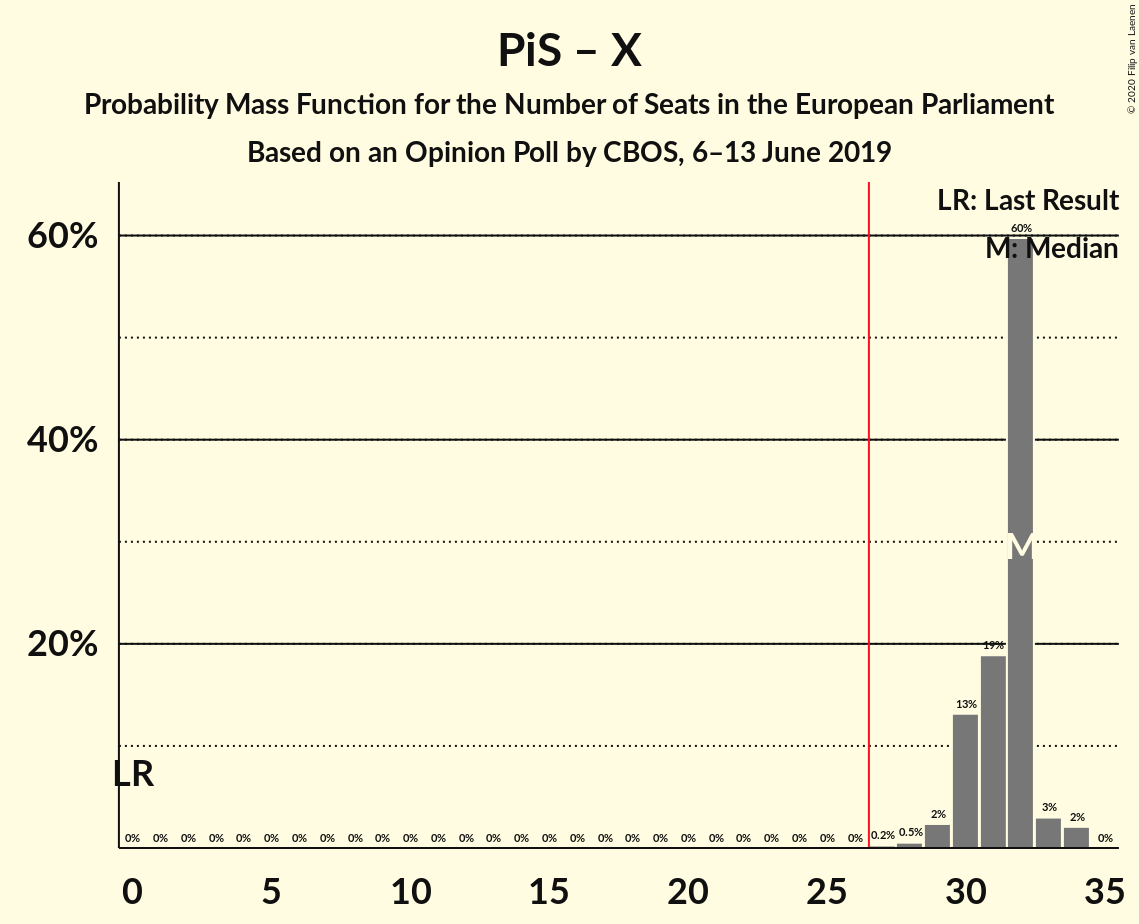 PiS – X
Probability Mass Function for the Number of Seats in the European Parliament
Based on an Opinion Poll by CBOS, 6–13 June 2019
© 2020 Filip van Laenen
LR: Last Result
M: Median
60%
40%
20%
60%
M
19%
13%
LR
0% 0% 0% 0% 0% 0% 0% 0% 0% 0% 0% 0% 0% 0% 0% 0% 0% 0% 0% 0% 0% 0% 0% 0% 0% 0% 0% 0.2% 0.5% 2% 3% 2% 0%
0 5 10 15 20 25 30 35